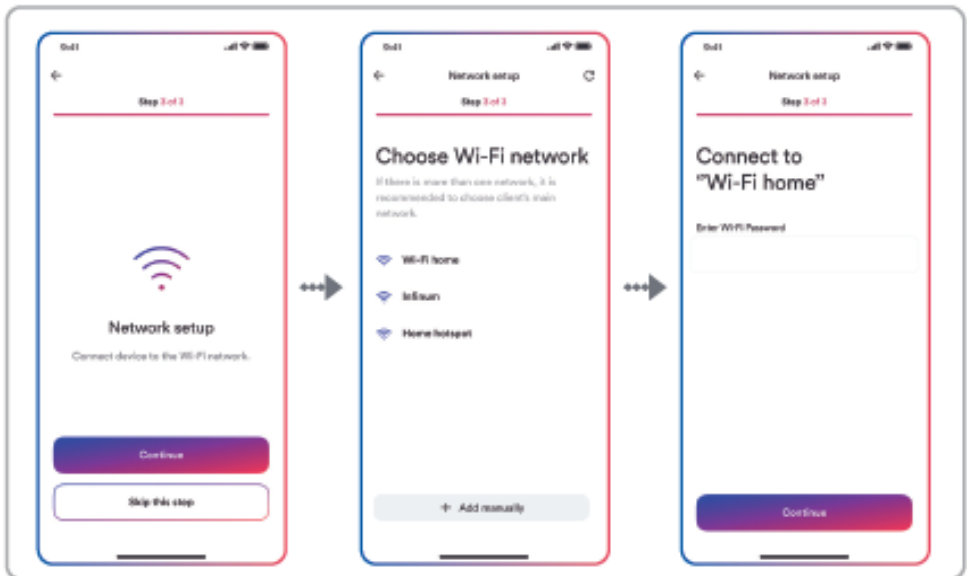 9:41
Step 3 of 3
Network setup
Connect device to the Wi-Fi network.
Continue
Skip this step
9:41
Network setup
Step 3 of 3
Choose Wi-Fi network
If there is more than one network, it is
recommended to choose client's main
network.
Wi-Fi home
Infinum
Home hotspot
+ Add manually
9:41
Network setup
Step 3 of 3
Connect to
“”Wi-Fi home”
Enter Wi-Fi Password
Continue